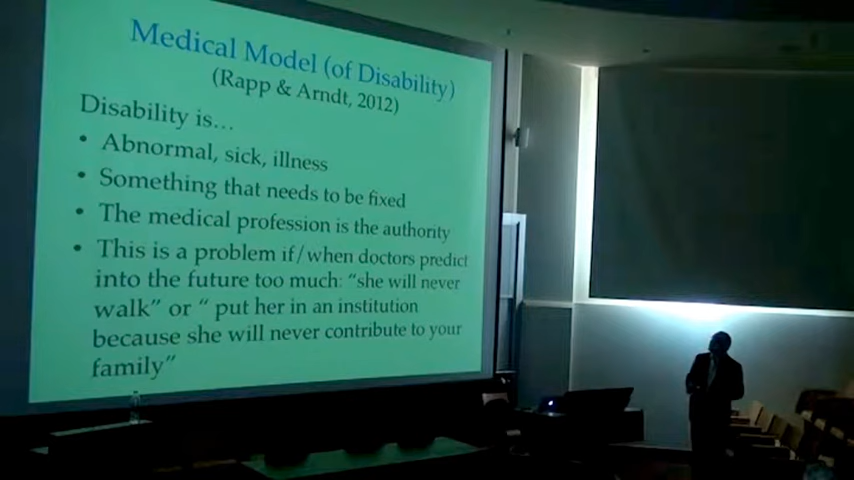 Medical Model (of Disability)
(Rapp & Arndt, 2012)
Disability is…
• Abnormal, sick, illness
• Something that needs to be fixed
• The medical profession is the authority
• This is a problem if/when doctors predict
into the future too much: “she will never
walk” or “ put her in an institution
because she will never contribute to your
family”